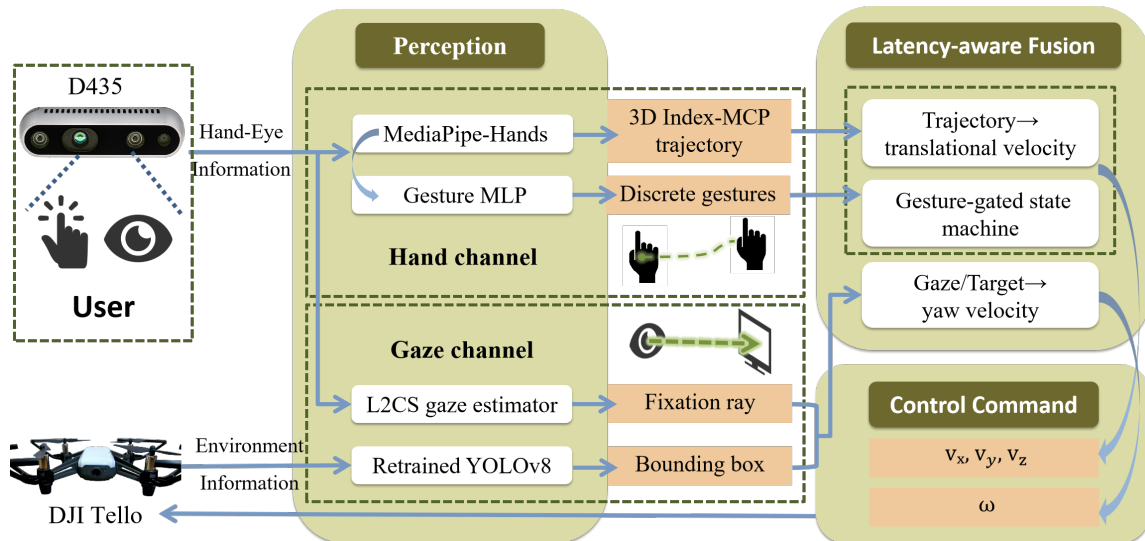 D435
User
Hand-Eye
Information
Perception
MediaPipe-Hands
Gesture MLP
3D Index-MCP
trajectory
Discrete gestures
Hand channel
Gaze channel
L2CS gaze estimator
Fixation ray
Environment
Information
Retrained YOLOv8
Bounding box
DJI Tello
Latency-aware Fusion
Trajectory→
translational velocity
Gesture-gated state
machine
Gaze/Target→
yaw velocity
Control Command
vx, vy, vz
ω